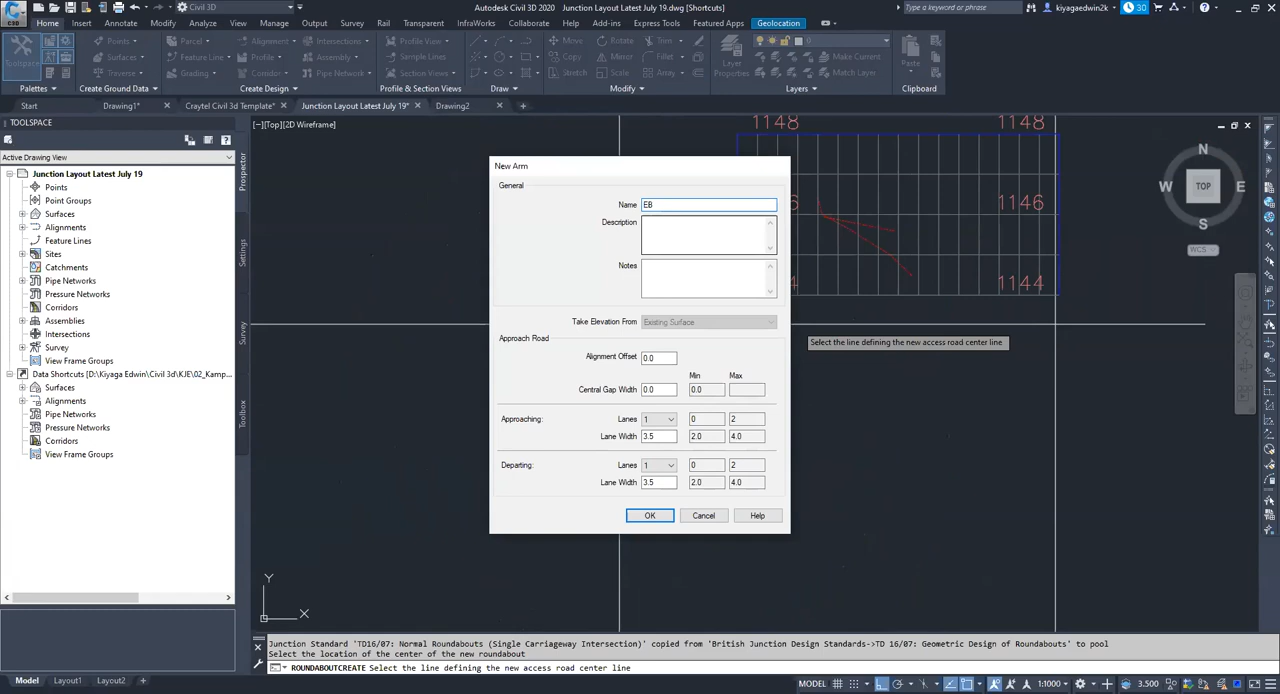 Civil 3D
Autodesk Civil 3D 2020 Junction Layout Latest July 19.dwg [Shortcuts]
Type a keyword or phrase
kiyagaedwin2k
30
C3D
Home Insert Annotate Modify Analyze View Manage Output Survey Rail Transparent InfraWorks Collaborate Help Add-ins Express Tools Featured Apps Geolocation
Toolspace
Points
Surfaces
Traverse
Parcel
Feature Line
Grading
Alignment
Profile
Corridor
Intersections
Assembly
Pipe Network
Profile View
Sample Lines
Section Views
Move
Copy
Stretch
Rotate
Mirror
Scale
Trim
Fillet
Array
Layer
Properties
0
Make Current
Match Layer
Paste
Palettes
Create Ground Data
Create Design
Profile & Section Views
Draw
Modify
Layers
Clipboard
Start
Drawing1*
Craytel Civil 3d Template*
Junction Layout Latest July 19*
Drawing2
TOOLSPACE
Active Drawing View
Junction Layout Latest July 19
Points
Point Groups
Surfaces
Alignments
Feature Lines
Sites
Catchments
Pipe Networks
Pressure Networks
Corridors
Assemblies
Intersections
Survey
View Frame Groups
Data Shortcuts [D:\Kiyaga Edwin\Civil 3d\KJE\02_Kamp...
Surfaces
Alignments
Pipe Networks
Pressure Networks
Corridors
View Frame Groups
Prospector
Settings
Survey
Toolbox
[−][Top][2D Wireframe]
1148 1148
1146
1144
N
W TOP E
S
WCS
New Arm
General
Name EB
Description
Notes
Take Elevation From Existing Surface
Approach Road
Alignment Offset 0.0
Min Max
Central Gap Width 0.0 0.0
Approaching: Lanes 1 0 2
Lane Width 3.5 2.0 4.0
Departing: Lanes 1 0 2
Lane Width 3.5 2.0 4.0
OK Cancel Help
Select the line defining the new access road center line
Y
X
Junction Standard 'TD16/07: Normal Roundabouts (Single Carriageway Intersection)' copied from 'British Junction Design Standards->TD 16/07: Geometric Design of Roundabouts' to pool
Select the location of the center of the new roundabout
ROUNDABOUTCREATE Select the line defining the new access road center line
Model Layout1 Layout2
MODEL
1:1000
3.500